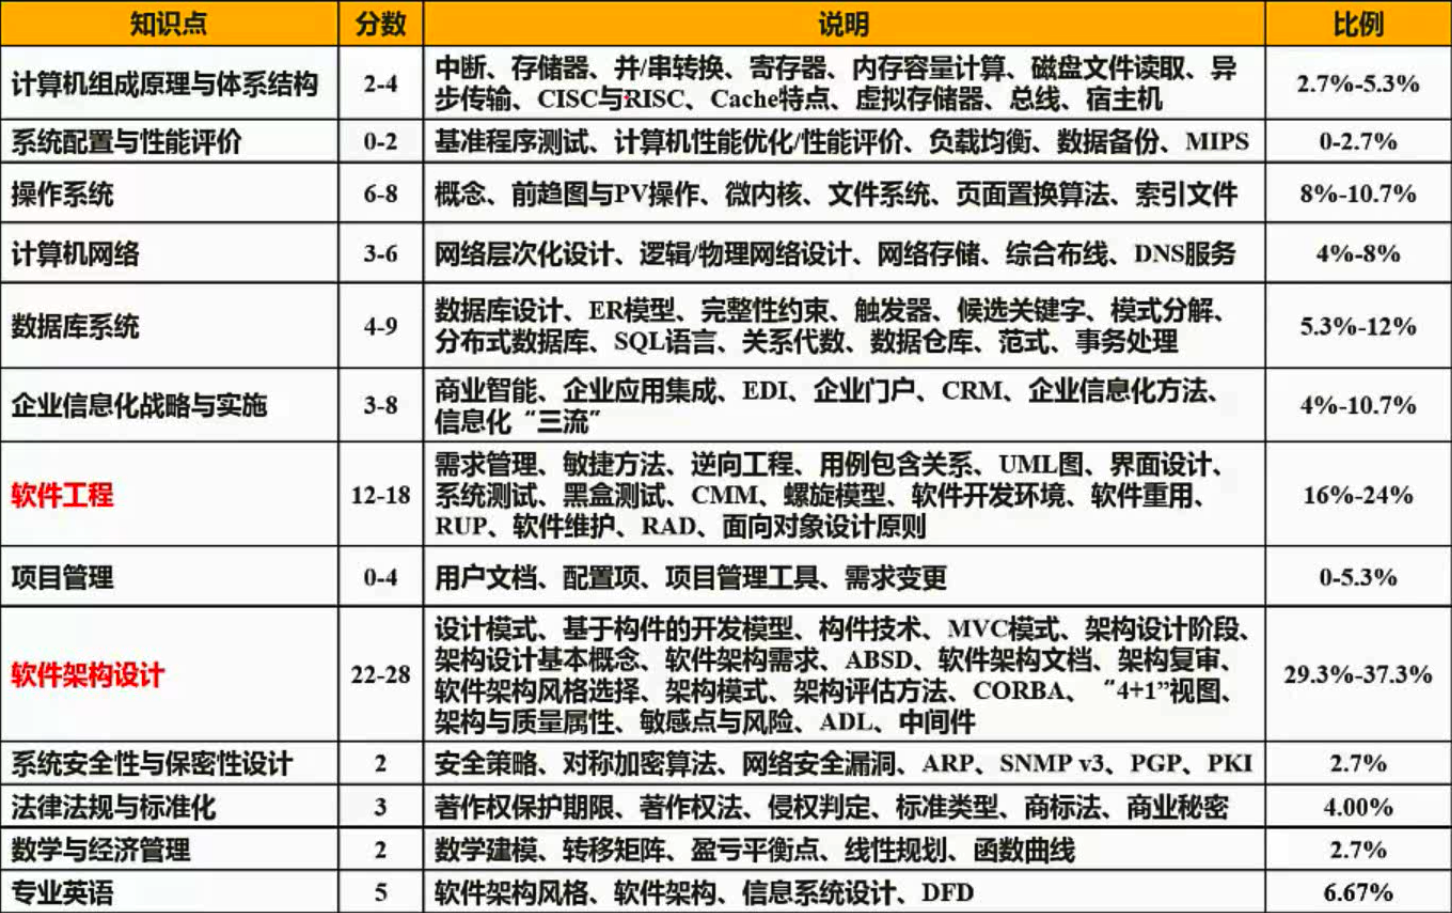 知识点 分数 说明 比例
计算机组成原理与体系结构 2-4 中断、存储器、并/串转换、寄存器、内存容量计算、磁盘文件读取、异
步传输、CISC与RISC、Cache特点、虚拟存储器、总线、宿主机 2.7%-5.3%
系统配置与性能评价 0-2 基准程序测试、计算机性能优化/性能评价、负载均衡、数据备份、MIPS 0-2.7%
操作系统 6-8 概念、前趋图与PV操作、微内核、文件系统、页面置换算法、索引文件 8%-10.7%
计算机网络 3-6 网络层次化设计、逻辑/物理网络设计、网络存储、综合布线、DNS服务 4%-8%
数据库系统 4-9 数据库设计、ER模型、完整性约束、触发器、候选关键字、模式分解、
分布式数据库、SQL语言、关系代数、数据仓库、范式、事务处理 5.3%-12%
企业信息化战略与实施 3-8 商业智能、企业应用集成、EDI、企业门户、CRM、企业信息化方法、
信息化“三流” 4%-10.7%
软件工程 12-18 需求管理、敏捷方法、逆向工程、用例包含关系、UML图、界面设计、
系统测试、黑盒测试、CMM、螺旋模型、软件开发环境、软件重用、
RUP、软件维护、RAD、面向对象设计原则 16%-24%
项目管理 0-4 用户文档、配置项、项目管理工具、需求变更 0-5.3%
软件架构设计 22-28 设计模式、基于构件的开发模型、构件技术、MVC模式、架构设计阶段、
架构设计基本概念、软件架构需求、ABSD、软件架构文档、架构复审、
软件架构风格选择、架构模式、架构评估方法、CORBA、“4+1”视图、
架构与质量属性、敏感点与风险、ADL、中间件 29.3%-37.3%
系统安全性与保密性设计 2 安全策略、对称加密算法、网络安全漏洞、ARP、SNMP v3、PGP、PKI 2.7%
法律法规与标准化 3 著作权保护期限、著作权法、侵权判定、标准类型、商标法、商业秘密 4.00%
数学与经济管理 2 数学建模、转移矩阵、盈亏平衡点、线性规划、函数曲线 2.7%
专业英语 5 软件架构风格、软件架构、信息系统设计、DFD 6.67%